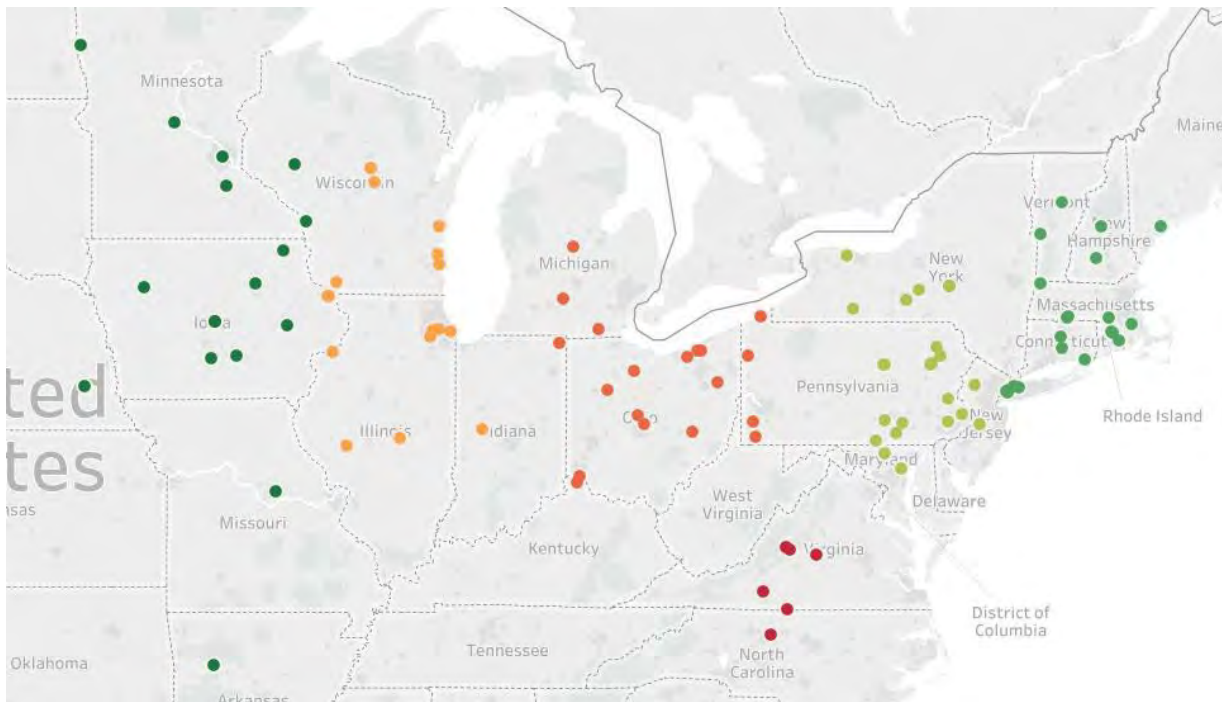 Minnesota
Maine
Wisconsin
Vermont
New
Hampshire
Michigan
New
York
Massachusetts
Iowa
Connecticut
ted
tes
Pennsylvania
Rhode Island
Illinois
Indiana
Ohio
New
Jersey
Maryland
West
Virginia
Delaware
nsas
Missouri
Kentucky
Virginia
District of
Columbia
Oklahoma
Tennessee
North
Carolina
Arkansas